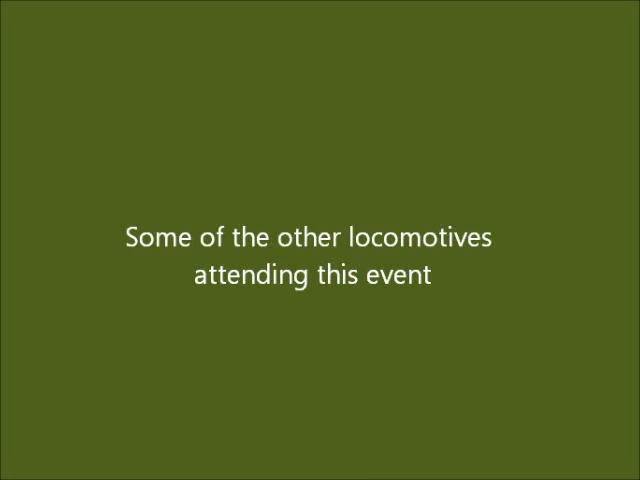 Some of the other locomotives
attending this event